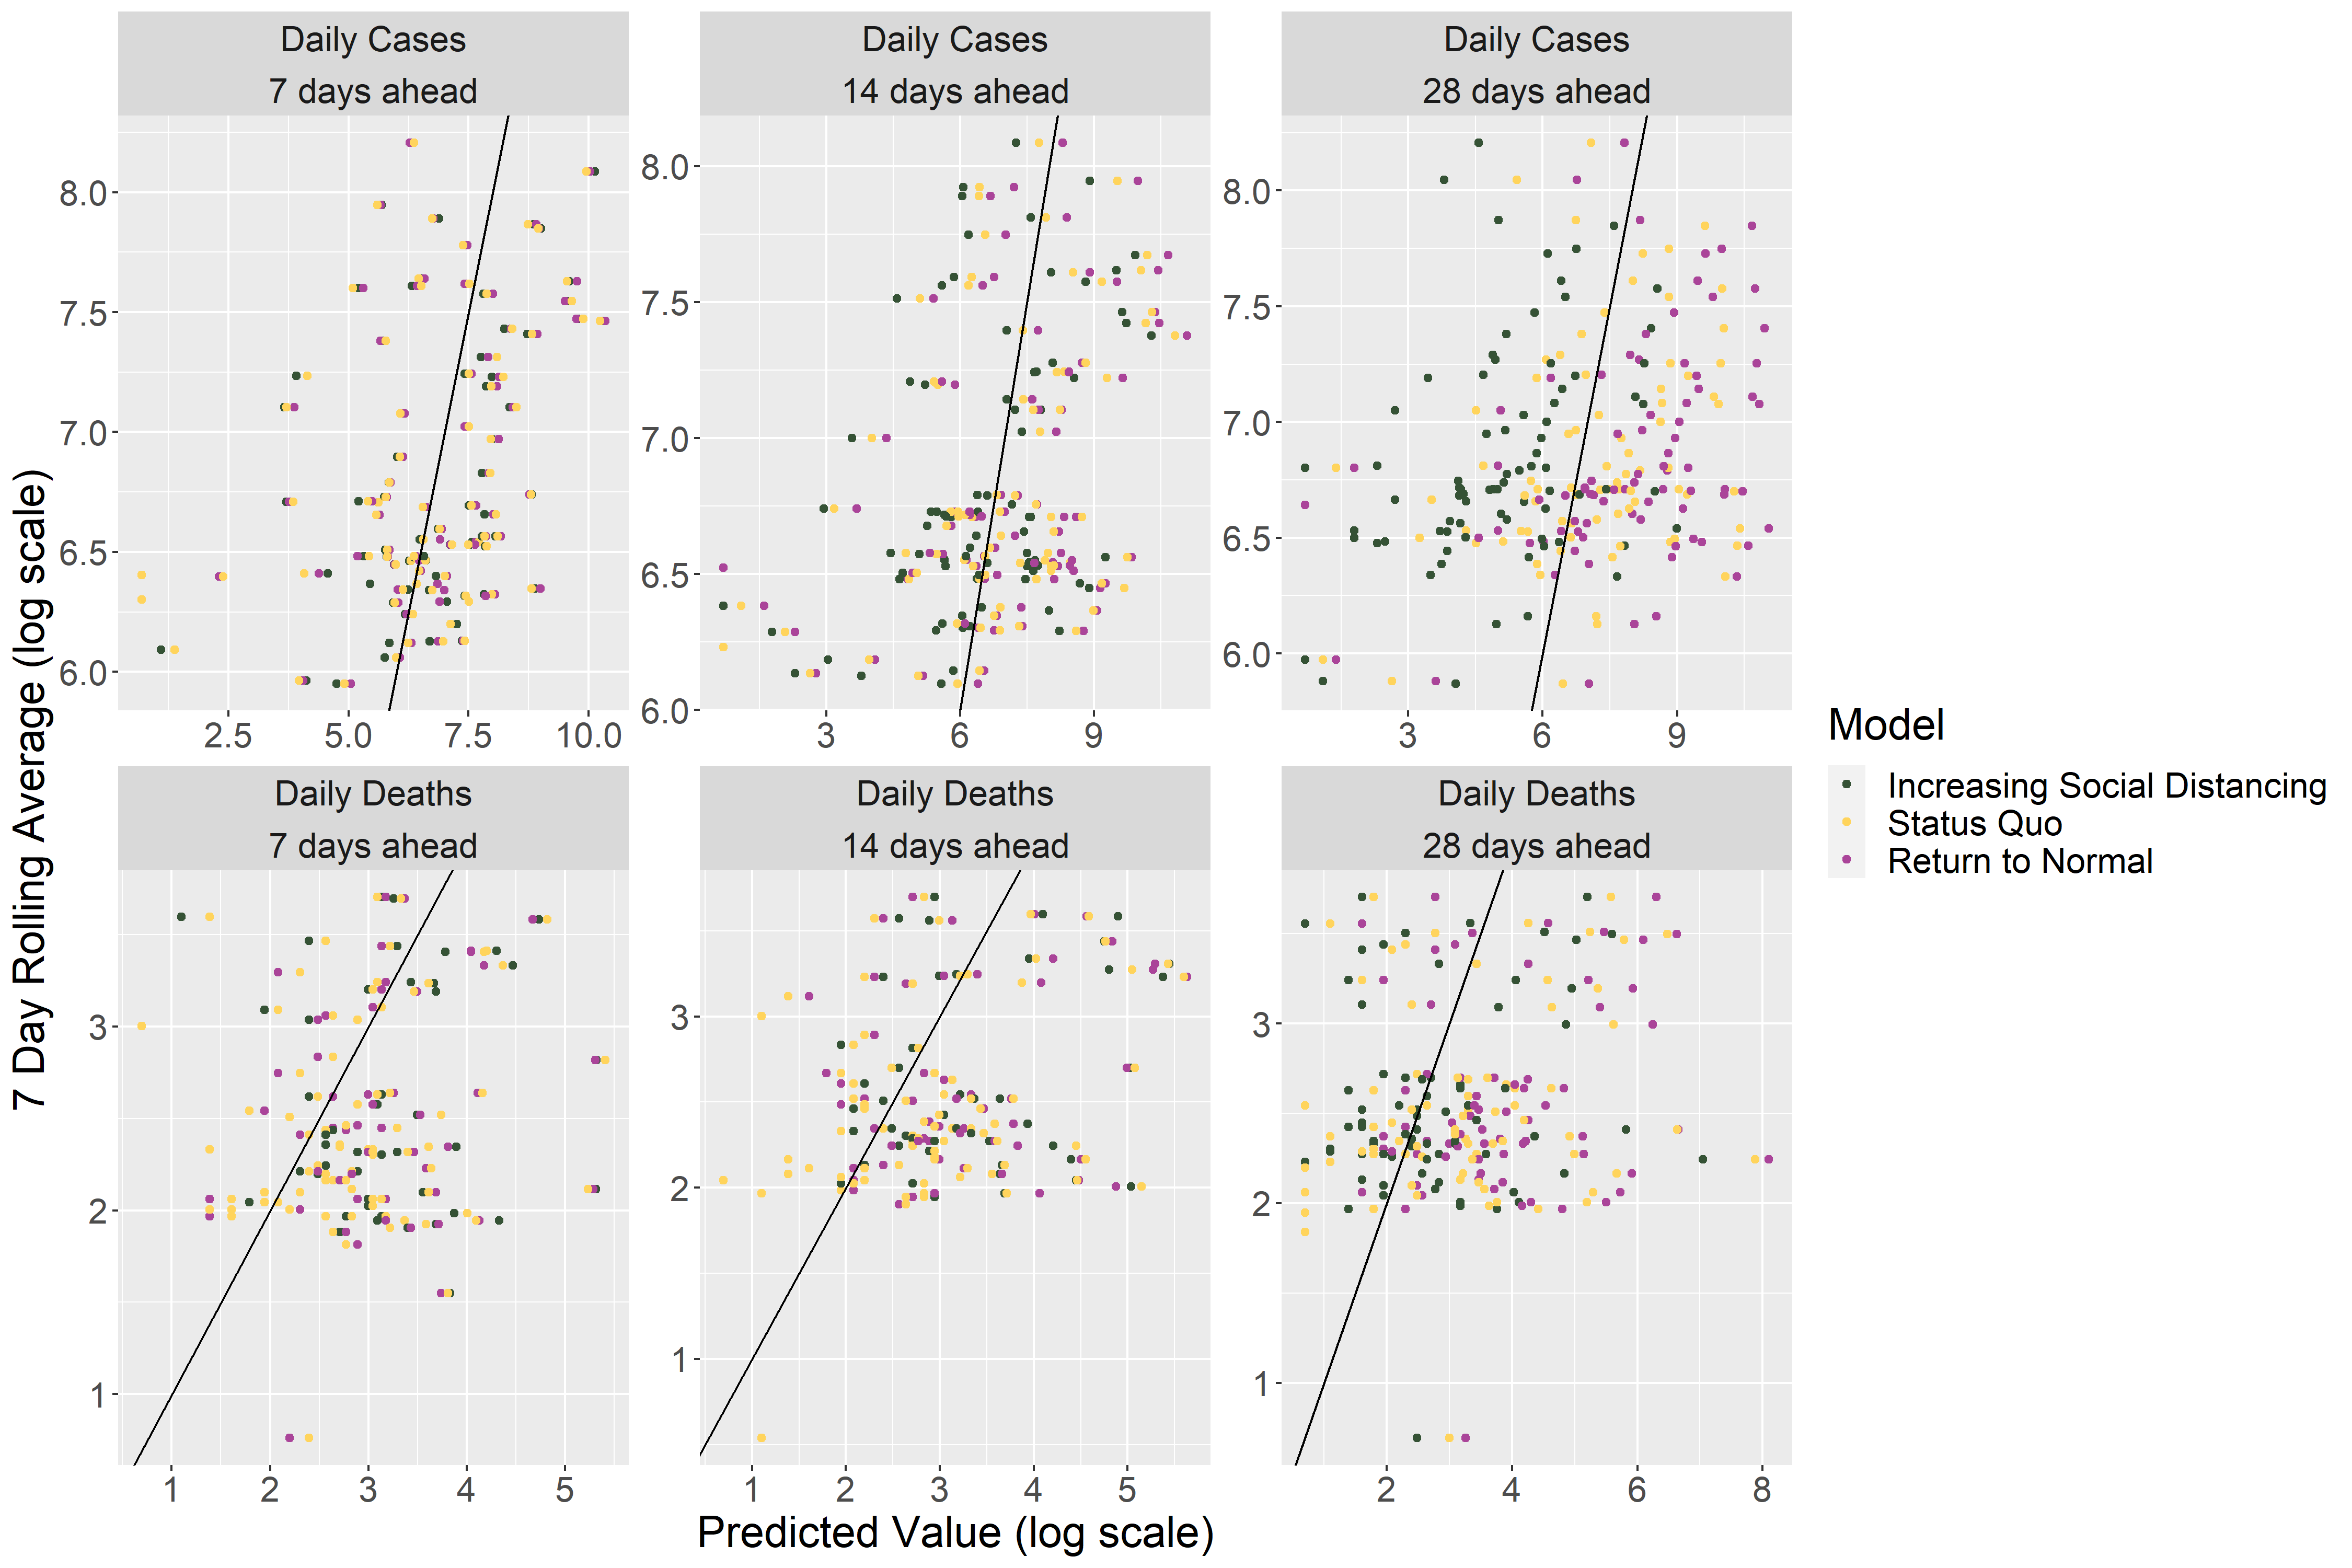 Daily Cases
7 days ahead
Daily Cases
14 days ahead
Daily Cases
28 days ahead
8.0
7.5
7.0
6.5
6.0
2.5 5.0 7.5 10.0
8.0
7.5
7.0
6.5
6.0
3 6 9
8.0
7.5
7.0
6.5
6.0
3 6 9
Daily Deaths
7 days ahead
Daily Deaths
14 days ahead
Daily Deaths
28 days ahead
3
2
1
1 2 3 4 5
3
2
1
1 2 3 4 5
3
2
1
2 4 6 8
7 Day Rolling Average (log scale)
Predicted Value (log scale)
Model
Increasing Social Distancing
Status Quo
Return to Normal